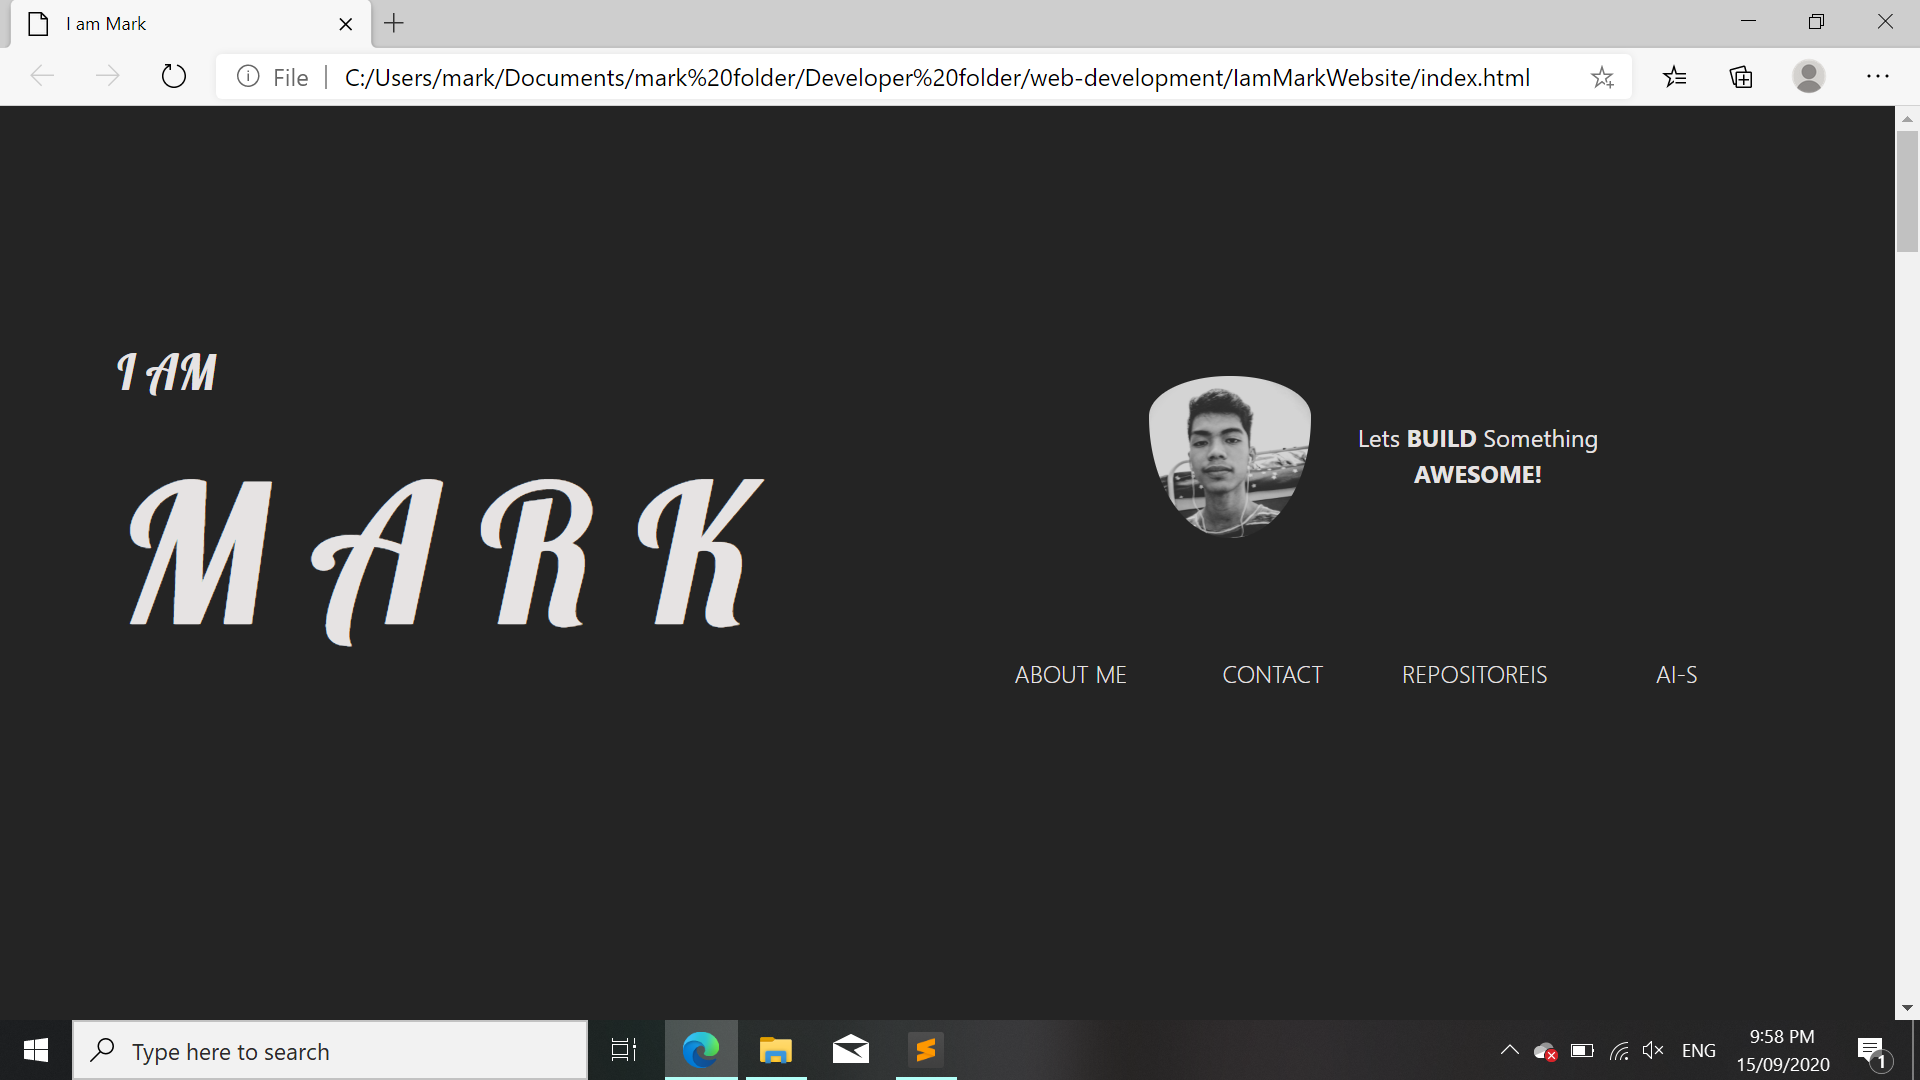 I am Mark
File
C:/Users/mark/Documents/mark%20folder/Developer%20folder/web-development/IamMarkWebsite/index.html
I AM
MARK
Lets BUILD Something
AWESOME!
ABOUT ME
CONTACT
REPOSITOREIS
AI-S
Type here to search
ENG
9:58 PM
15/09/2020
1